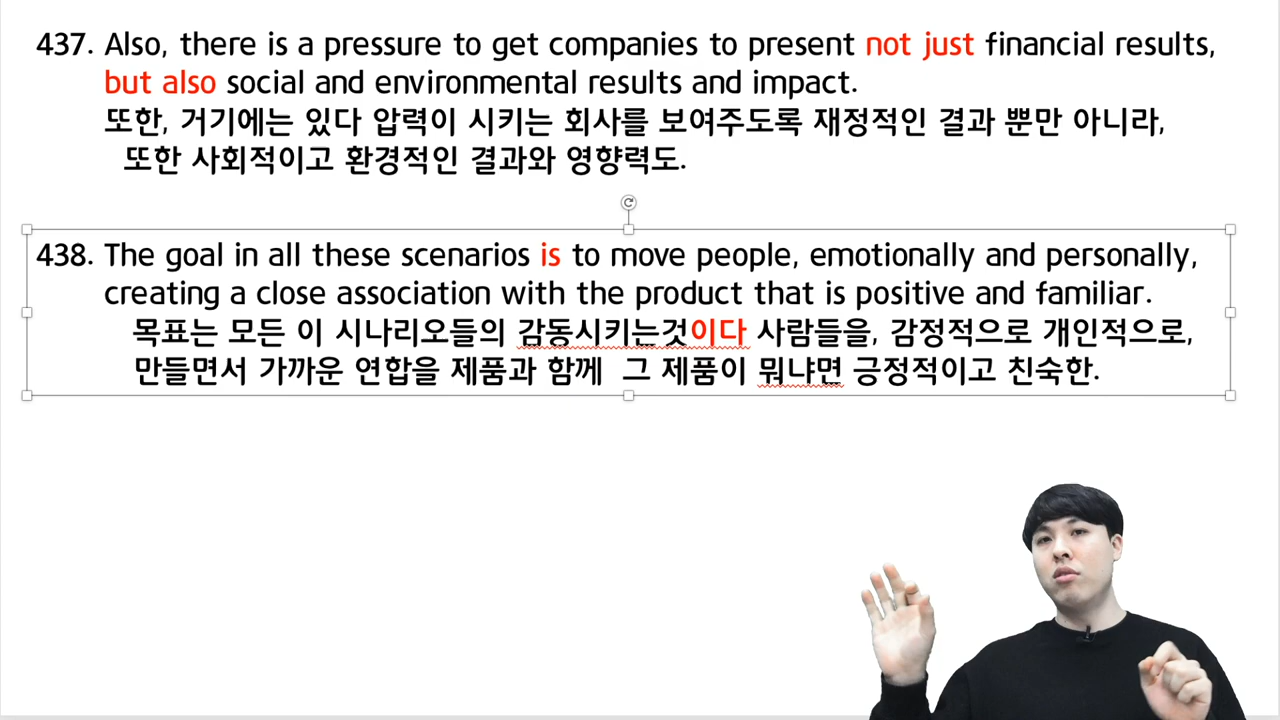 437. Also, there is a pressure to get companies to present not just financial results,
but also social and environmental results and impact.
또한, 거기에는 있다 압력이 시키는 회사를 보여주도록 재정적인 결과 뿐만 아니라,
또한 사회적이고 환경적인 결과와 영향력도.
438. The goal in all these scenarios is to move people, emotionally and personally,
creating a close association with the product that is positive and familiar.
목표는 모든 이 시나리오들의 감동시키는것이다 사람들을, 감정적으로 개인적으로,
만들면서 가까운 연합을 제품과 함께 그 제품이 뭐냐면 긍정적이고 친숙한.